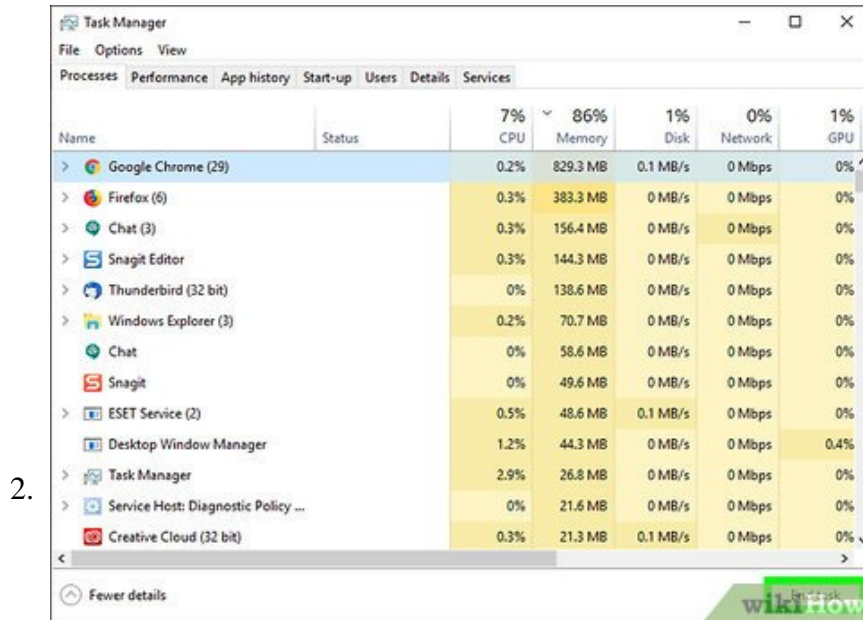 Task Manager
File Options View
Processes Performance App history Start-up Users Details Services
7% 86% 1% 0% 1%
Name Status CPU Memory Disk Network GPU
Google Chrome (29) 0.2% 829.3 MB 0.1 MB/s 0 Mbps 0%
Firefox (6) 0.3% 383.3 MB 0 MB/s 0 Mbps 0%
Chat (3) 0.3% 156.4 MB 0 MB/s 0 Mbps 0%
Snagit Editor 0.3% 144.3 MB 0 MB/s 0 Mbps 0%
Thunderbird (32 bit) 0% 138.6 MB 0 MB/s 0 Mbps 0%
Windows Explorer (3) 0.2% 70.7 MB 0 MB/s 0 Mbps 0%
Chat 0% 58.6 MB 0 MB/s 0 Mbps 0%
Snagit 0% 49.6 MB 0 MB/s 0 Mbps 0%
ESET Service (2) 0.5% 48.6 MB 0.1 MB/s 0 Mbps 0%
Desktop Window Manager 1.2% 44.3 MB 0 MB/s 0 Mbps 0.4%
2.
Task Manager 2.9% 26.8 MB 0 MB/s 0 Mbps 0%
Service Host: Diagnostic Policy ... 0% 21.6 MB 0 MB/s 0 Mbps 0%
Creative Cloud (32 bit) 0.3% 21.3 MB 0.1 MB/s 0 Mbps 0%
Fewer details
wikiHow